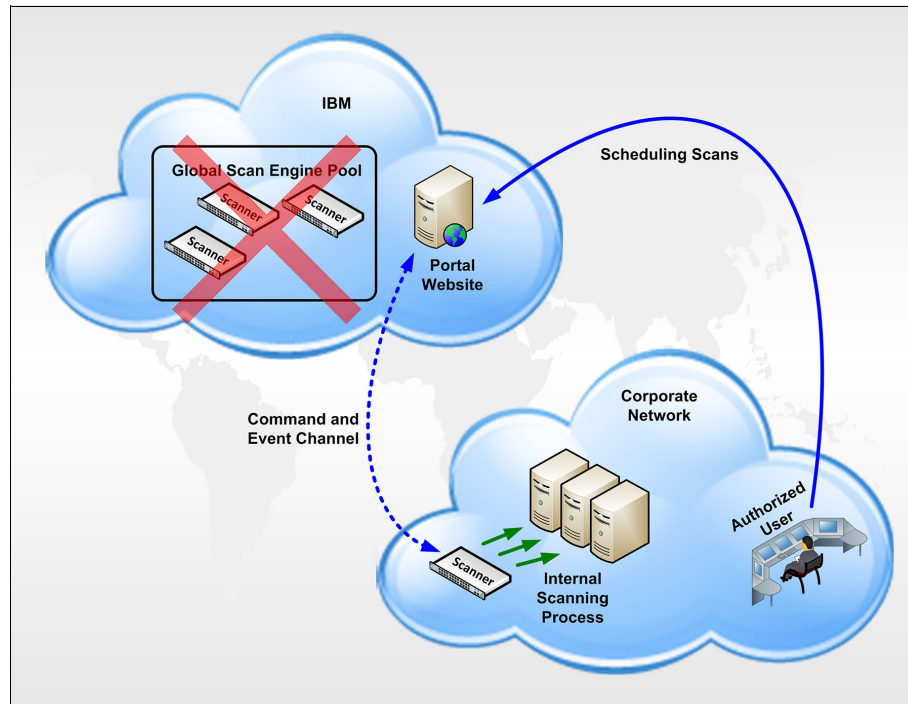 IBM
Global Scan Engine Pool
Scanner
Scanner
Scanner
Portal
Website
Scheduling Scans
Command and
Event Channel
Corporate
Network
Authorized
User
Scanner
Internal
Scanning
Process